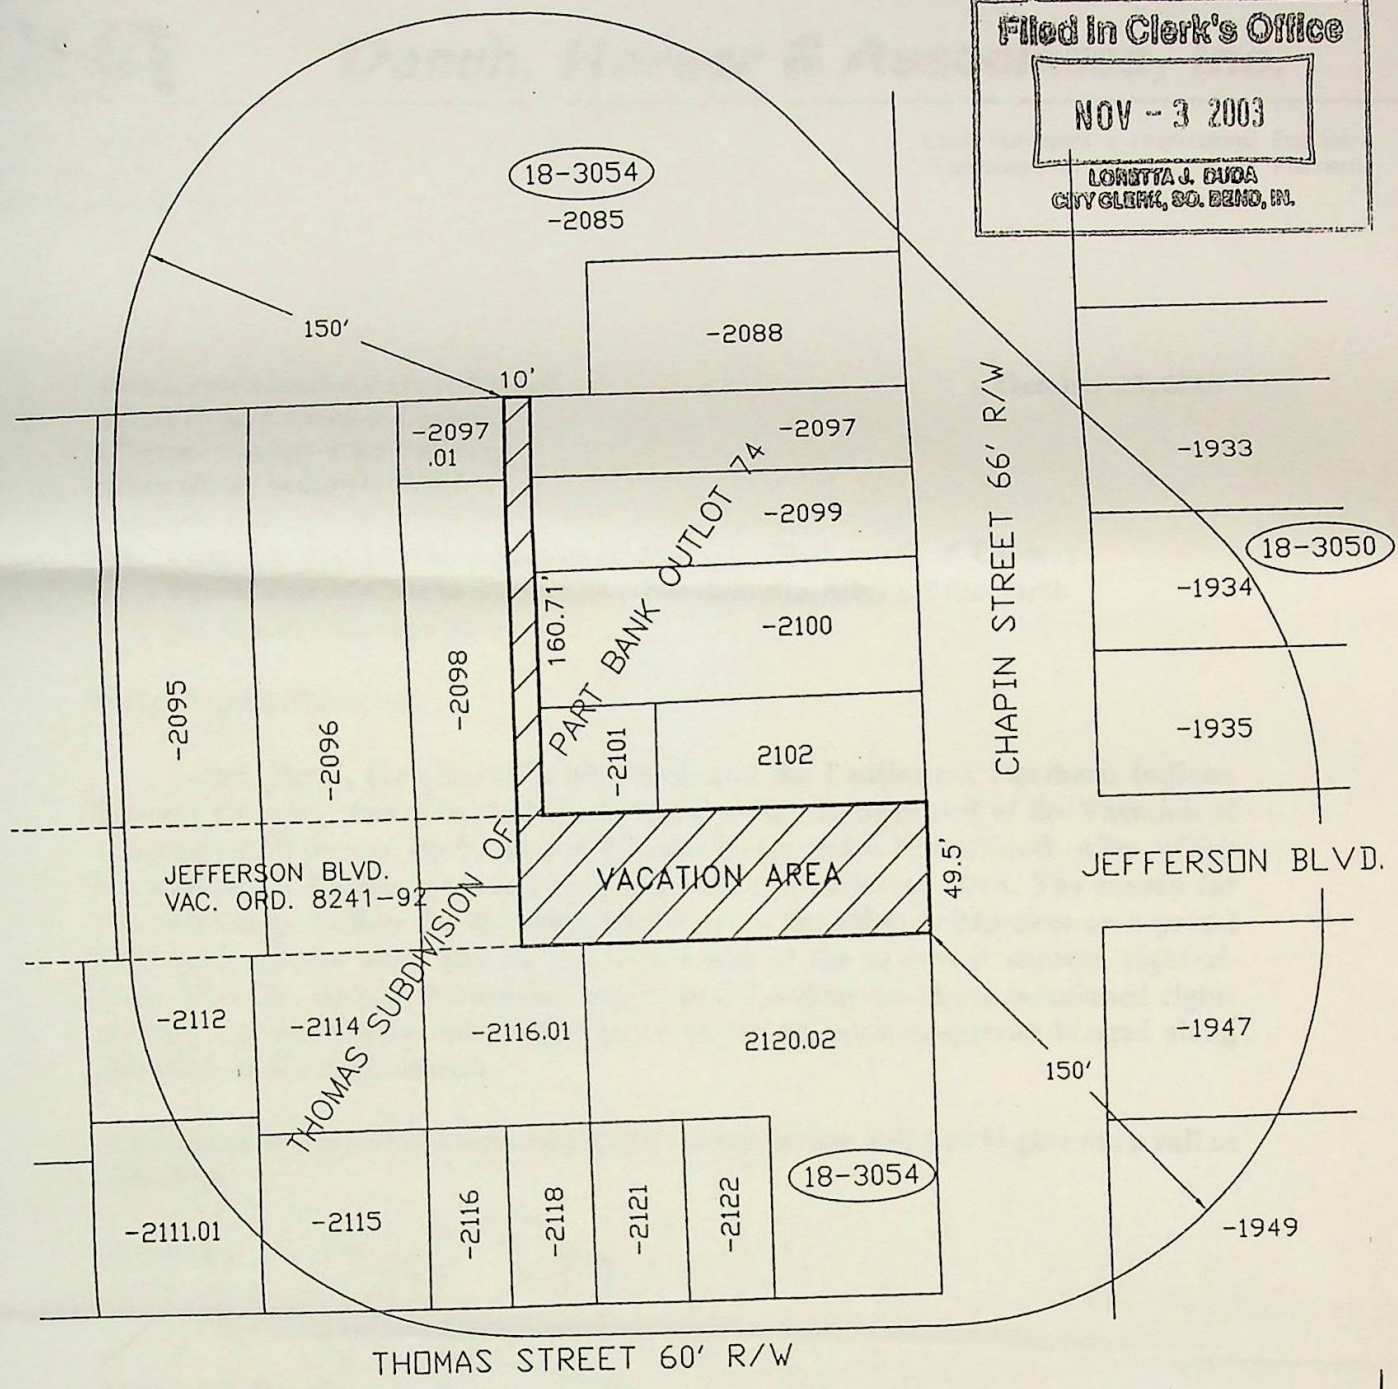 Filed in Clerk's Office
NOV - 3 2003
LORETTA J. DUDA
CITY CLERK, SO. BEND, IN.
18-3054
-2085
150'
-2088
10'
-2097
.01
-2097
-2099
CHAPIN STREET 66' R/W
-1933
18-3050
-1934
-1935
160.71'
PART BANK OUTLOT 74
-2100
-2095
-2096
-2098
-2101
2102
JEFFERSON BLVD.
VAC. ORD. 8241-92
THOMAS SUBDIVISION OF
VACATION AREA
49.5'
JEFFERSON BLVD.
-2112
-2114
-2116.01
2120.02
-1947
150'
18-3054
-2111.01
-2115
-2116
-2118
-2121
-2122
-1949
THOMAS STREET 60' R/W